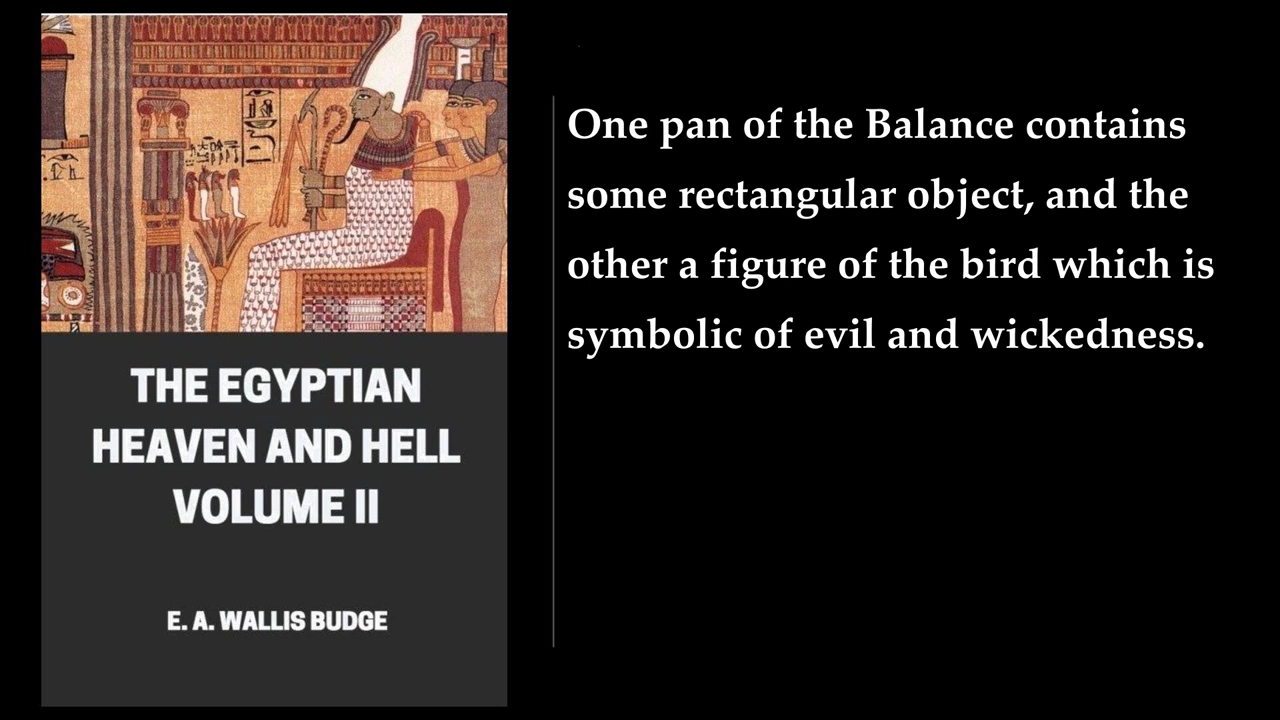 THE EGYPTIAN
HEAVEN AND HELL
VOLUME II
E. A. WALLIS BUDGE
One pan of the Balance contains
some rectangular object, and the
other a figure of the bird which is
symbolic of evil and wickedness.